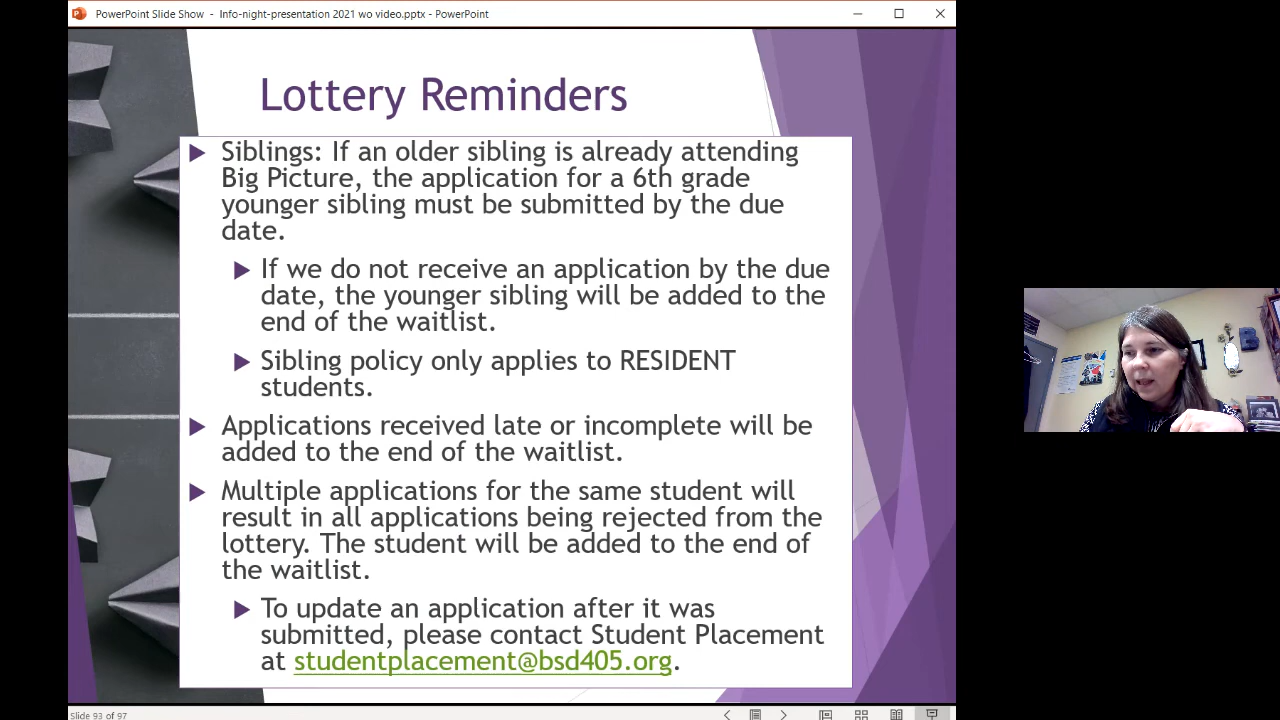 PowerPoint Slide Show - Info-night-presentation 2021 wo video.pptx - PowerPoint
Lottery Reminders
Siblings: If an older sibling is already attending
Big Picture, the application for a 6th grade
younger sibling must be submitted by the due
date.
If we do not receive an application by the due
date, the younger sibling will be added to the
end of the waitlist.
Sibling policy only applies to RESIDENT
students.
Applications received late or incomplete will be
added to the end of the waitlist.
Multiple applications for the same student will
result in all applications being rejected from the
lottery. The student will be added to the end of
the waitlist.
To update an application after it was
submitted, please contact Student Placement
at studentplacement@bsd405.org.
Slide 93 of 97